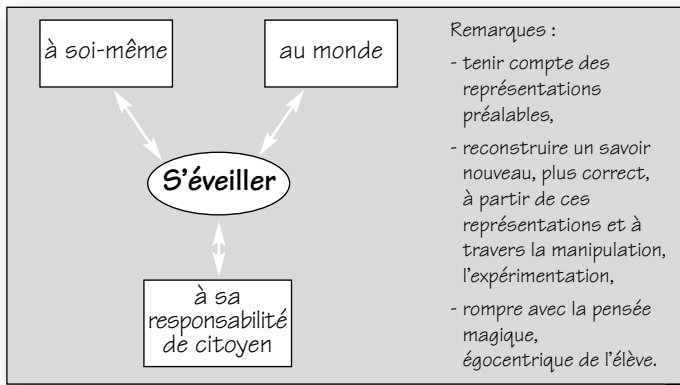 à soi-même
au monde
S'éveiller
à sa
responsabilité
de citoyen
Remarques :
- tenir compte des
représentations
préalables,
- reconstruire un savoir
nouveau, plus correct,
à partir de ces
représentations et à
travers la manipulation,
l'expérimentation,
- rompre avec la pensée
magique,
égocentrique de l'élève.